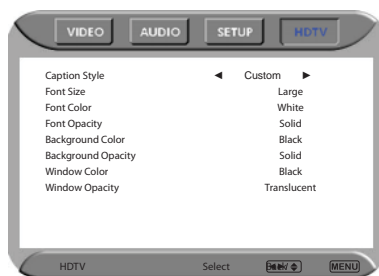 VIDEO AUDIO SETUP HDTV
Caption Style ◄ Custom ►
Font Size Large
Font Color White
Font Opacity Solid
Background Color Black
Background Opacity Solid
Window Color Black
Window Opacity Translucent
HDTV Select MENU